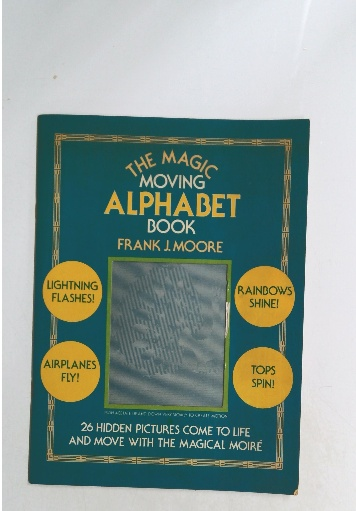 THE MAGIC
MOVING
ALPHABET
BOOK
FRANK J. MOORE
LIGHTNING
FLASHES!
RAINBOWS
SHINE!
AIRPLANES
FLY!
TOPS
SPIN!
26 HIDDEN PICTURES COME TO LIFE
AND MOVE WITH THE MAGICAL MOIRÉ